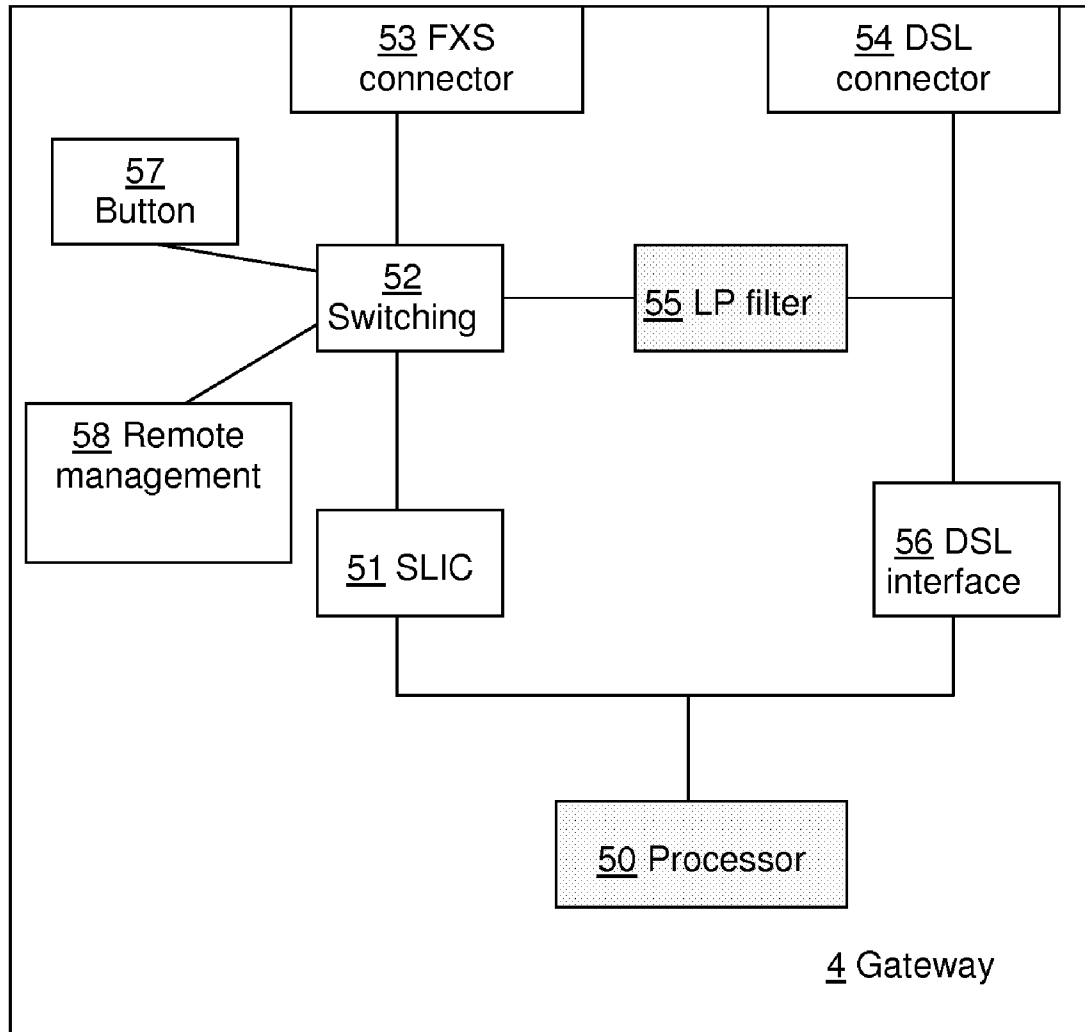 53 FXS
connector
54 DSL
connector
57
Button
52
Switching
55 LP filter
58 Remote
management
51 SLIC
56 DSL
interface
50 Processor
4 Gateway